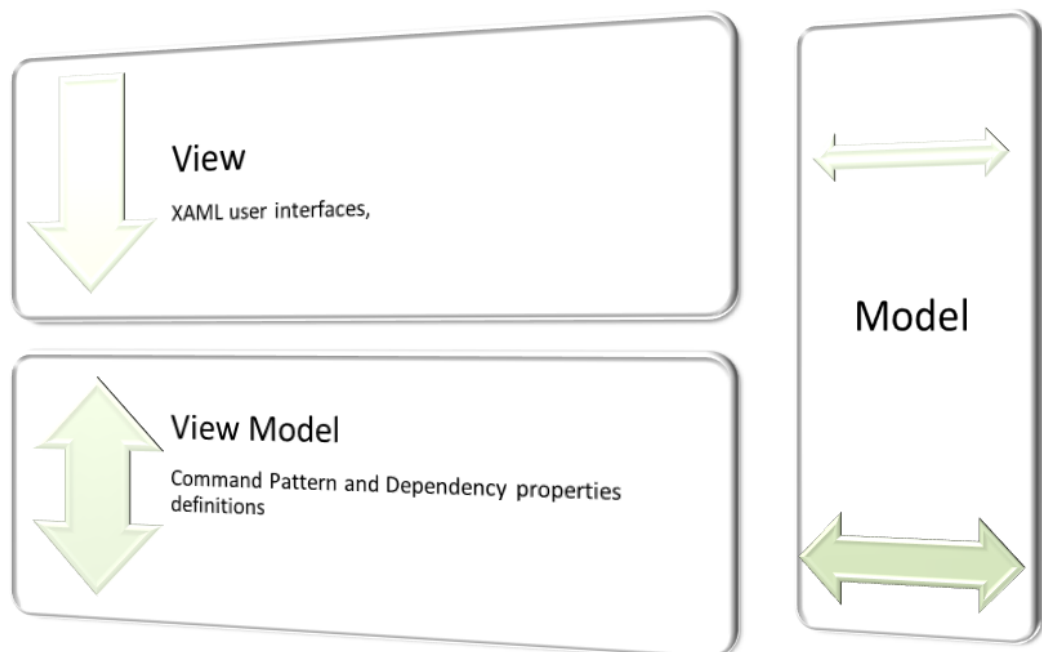 View
XAML user interfaces,
View Model
Command Pattern and Dependency properties
definitions
Model